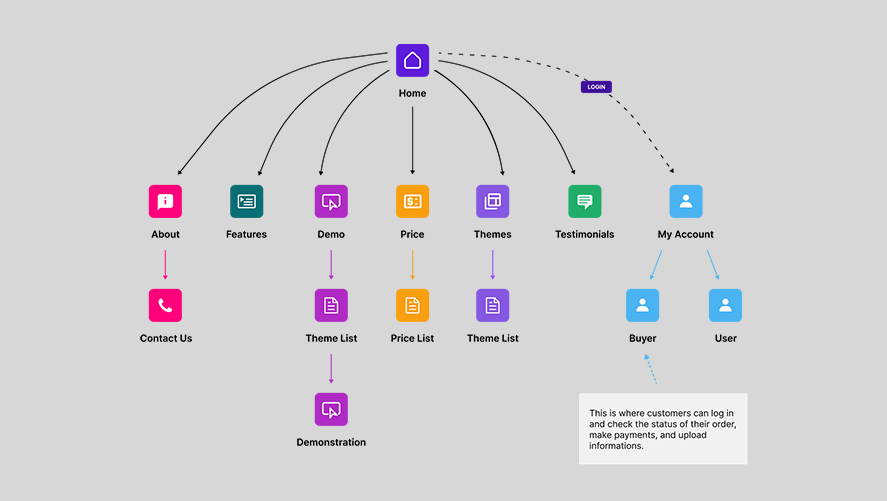 Home
LOGIN
About
Features
Demo
Price
Themes
Testimonials
My Account
Contact Us
Theme List
Price List
Theme List
Buyer
User
Demonstration
This is where customers can log in
and check the status of their order,
make payments, and upload
informations.